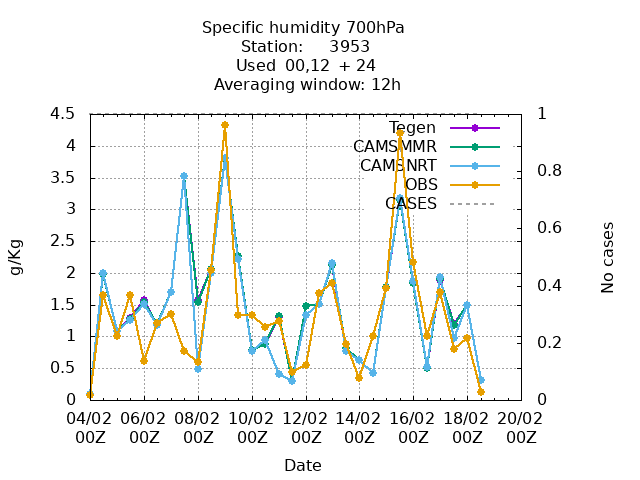 Specific humidity 700hPa
Station: 3953
Used 00,12 + 24
Averaging window: 12h
4.5
4
3.5
3
2.5
2
1.5
1
0.5
0
g/Kg
1
0.8
0.6
0.4
0.2
0
No cases
Tegen
CAMSMMR
CAMSNRT
OBS
CASES
04/02 06/02 08/02 10/02 12/02 14/02 16/02 18/02 20/02
00Z 00Z 00Z 00Z 00Z 00Z 00Z 00Z 00Z
Date